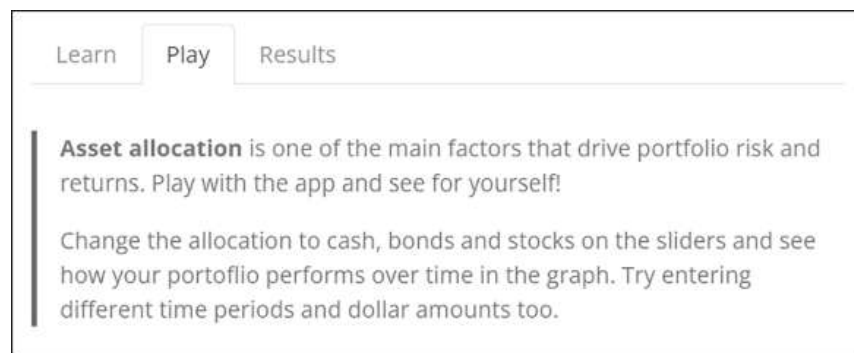 Learn Play Results
Asset allocation is one of the main factors that drive portfolio risk and
returns. Play with the app and see for yourself!
Change the allocation to cash, bonds and stocks on the sliders and see
how your portoflio performs over time in the graph. Try entering
different time periods and dollar amounts too.